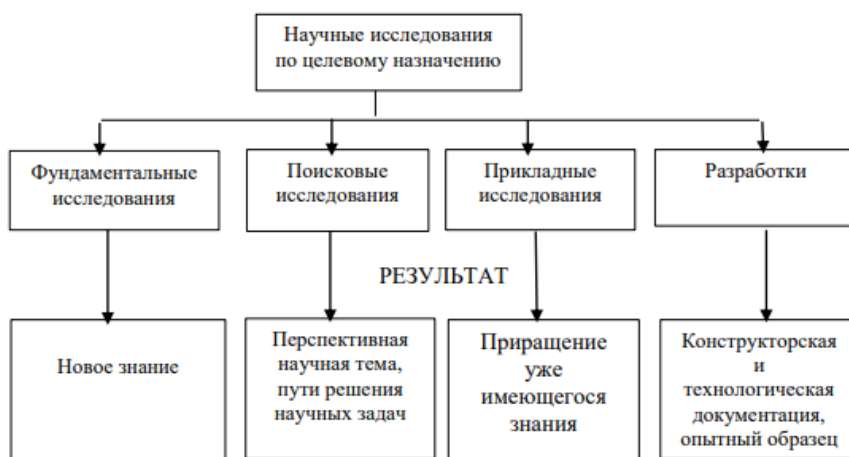 Научные исследования
по целевому назначению
Фундаментальные
исследования
Поисковые
исследования
Прикладные
исследования
Разработки
РЕЗУЛЬТАТ
Новое знание
Перспективная
научная тема,
пути решения
научных задач
Приращение
уже
имеющегося
знания
Конструкторская
и
технологическая
документация,
опытный образец